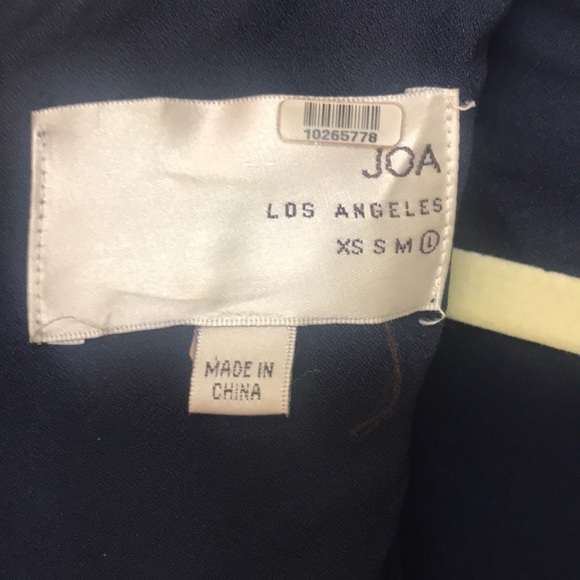 10265778
JOA
LOS ANGELES
XS S M L
MADE IN
CHINA